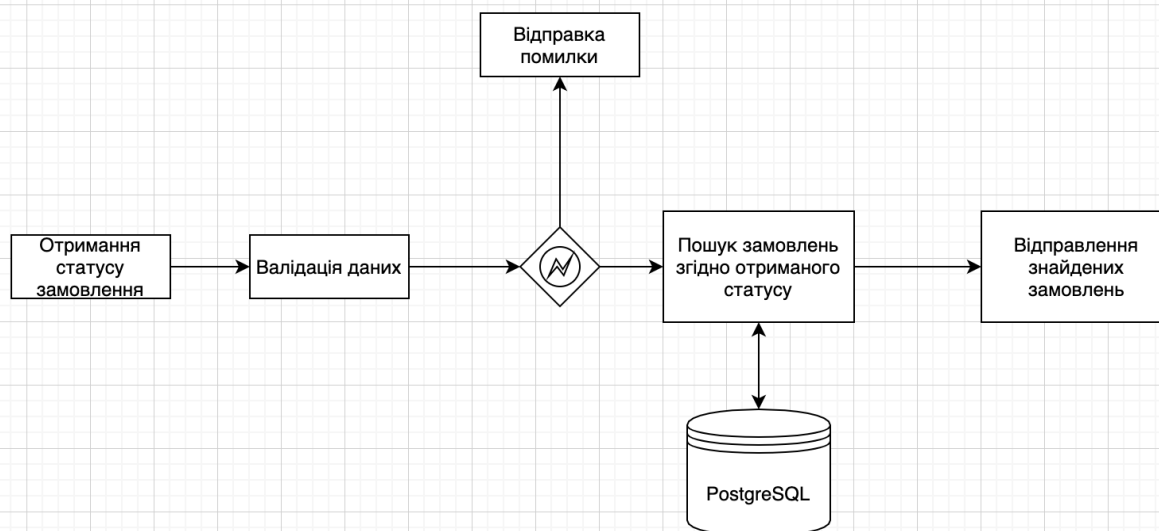 Відправка
помилки
Отримання
статусу
замовлення
Валідація даних
Пошук замовлень
згідно отриманого
статусу
Відправлення
знайдених
замовлень
PostgreSQL